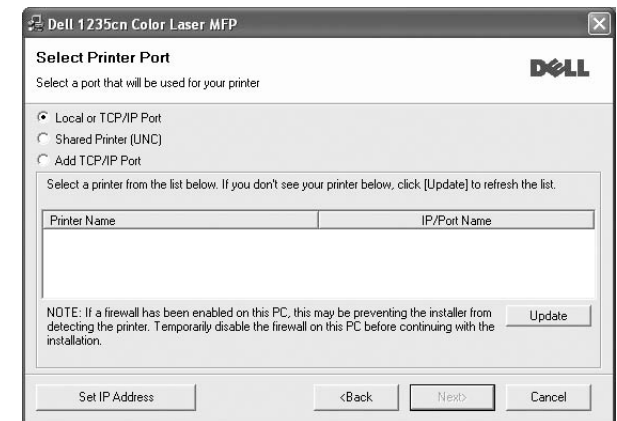 Dell 1235cn Color Laser MFP
Select Printer Port
Select a port that will be used for your printer
DELL
Local or TCP/IP Port
Shared Printer (UNC)
Add TCP/IP Port
Select a printer from the list below. If you don't see your printer below, click [Update] to refresh the list.
Printer Name IP/Port Name
NOTE: If a firewall has been enabled on this PC, this may be preventing the installer from
detecting the printer. Temporarily disable the firewall on this PC before continuing with the
installation.
Update
Set IP Address <Back Next> Cancel